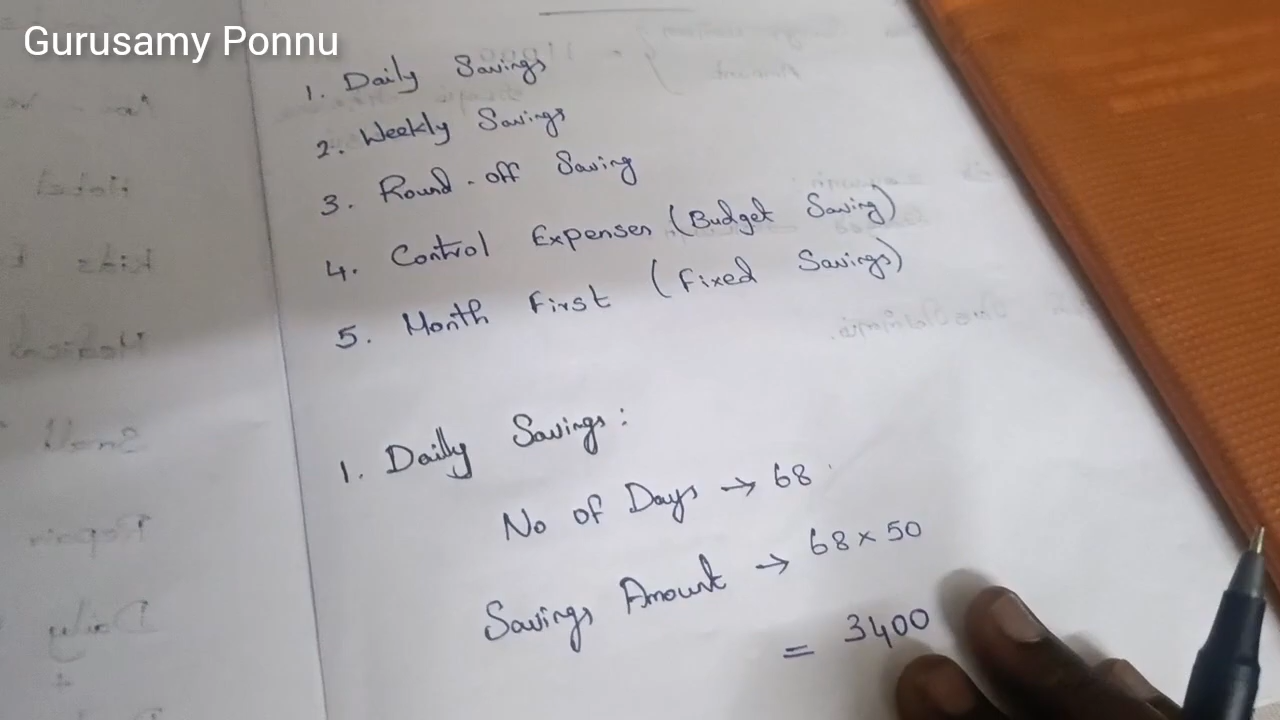 Gurusamy Ponnu
1. Daily Savings
2. Weekly Savings
3. Round-off Saving
4. Control Expenses (Budget Saving)
5. Month First (Fixed Savings)
1. Daily Savings:
No of Days → 68
Savings Amount → 68 x 50
= 3400